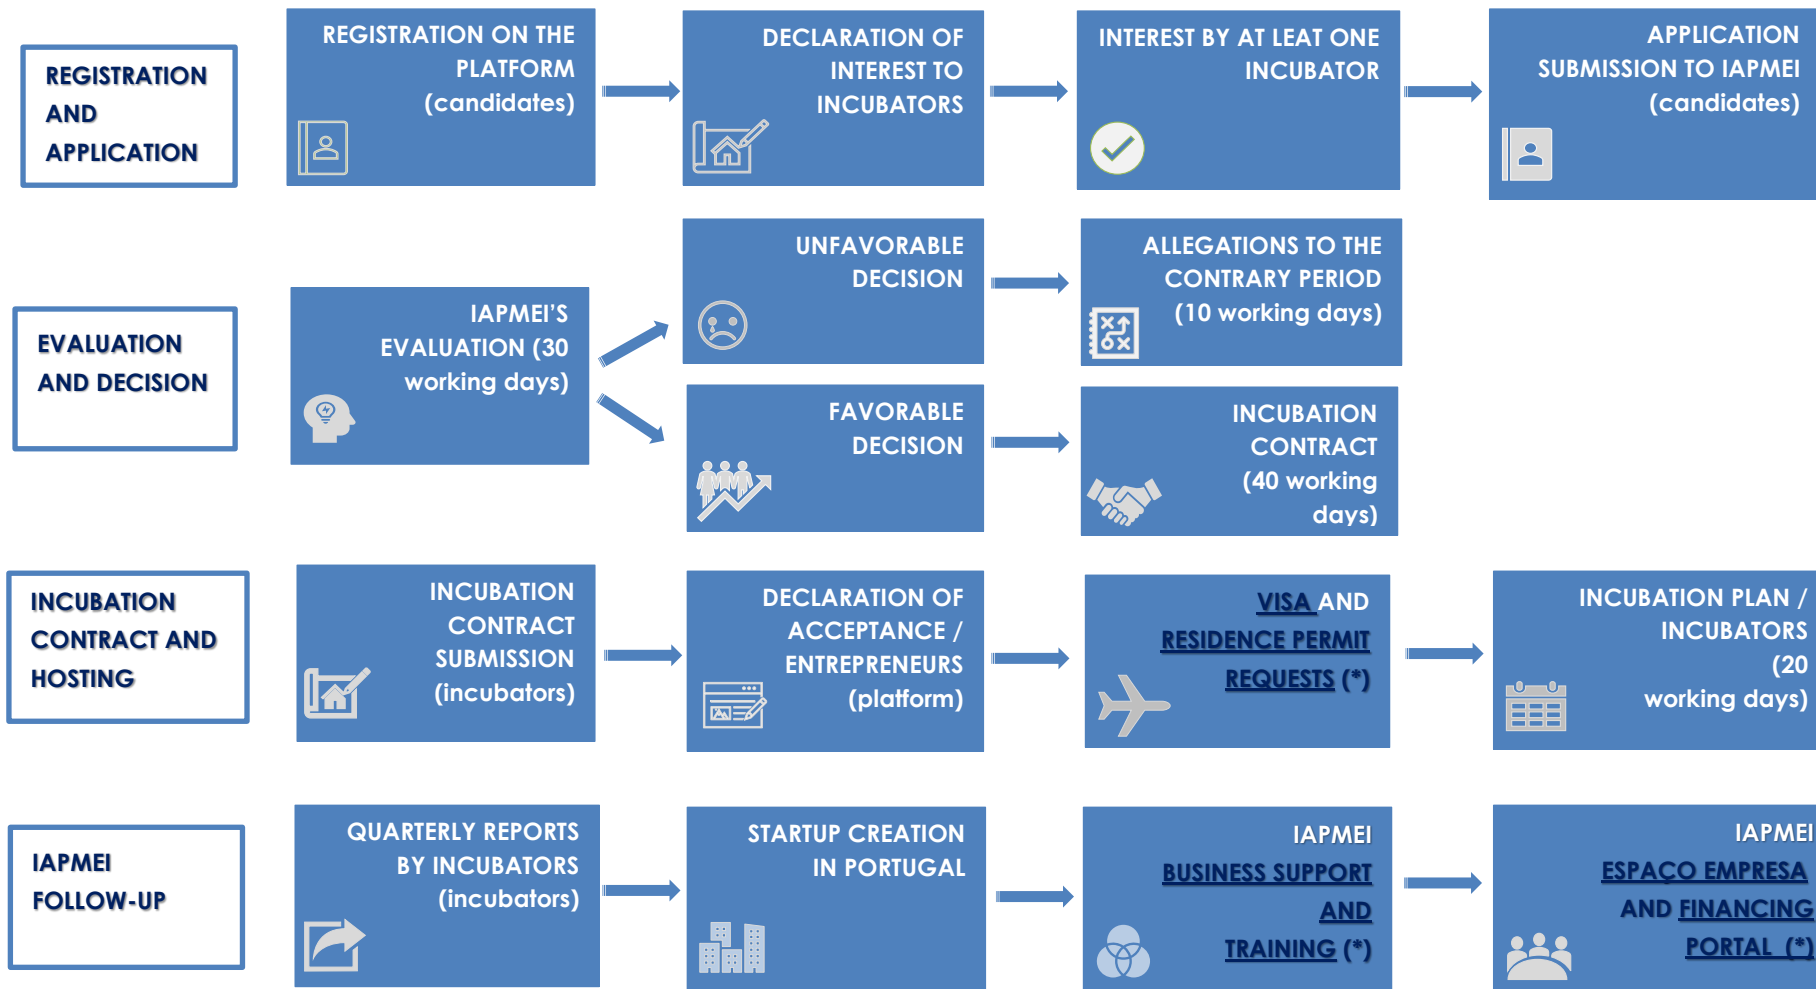 REGISTRATION
AND
APPLICATION
REGISTRATION ON THE
PLATFORM
(candidates)
DECLARATION OF
INTEREST TO
INCUBATORS
INTEREST BY AT LEAT ONE
INCUBATOR
APPLICATION
SUBMISSION TO IAPMEI
(candidates)
EVALUATION
AND DECISION
IAPMEI'S
EVALUATION (30
working days)
UNFAVORABLE
DECISION
ALLEGATIONS TO THE
CONTRARY PERIOD
(10 working days)
FAVORABLE
DECISION
INCUBATION
CONTRACT
(40 working
days)
INCUBATION
CONTRACT AND
HOSTING
INCUBATION
CONTRACT
SUBMISSION
(incubators)
DECLARATION OF
ACCEPTANCE /
ENTREPRENEURS
(platform)
VISA AND
RESIDENCE PERMIT
REQUESTS (*)
INCUBATION PLAN /
INCUBATORS
(20
working days)
IAPMEI
FOLLOW-UP
QUARTERLY REPORTS
BY INCUBATORS
(incubators)
STARTUP CREATION
IN PORTUGAL
IAPMEI
BUSINESS SUPPORT
AND
TRAINING (*)
IAPMEI
ESPAÇO EMPRESA
AND FINANCING
PORTAL (*)